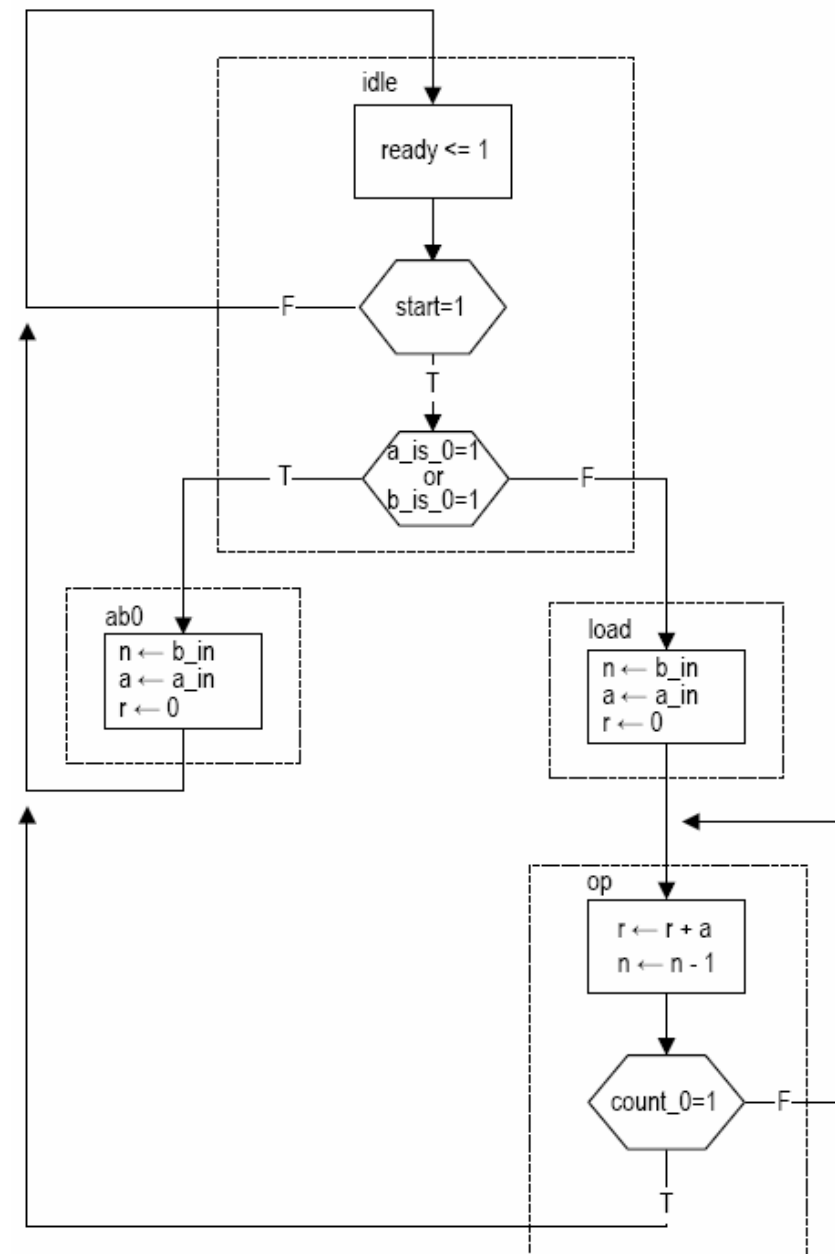 idle
ready <= 1
start=1
F
T
a_is_0=1
or
b_is_0=1
T
F
ab0
n ← b_in
a ← a_in
r ← 0
load
n ← b_in
a ← a_in
r ← 0
op
r ← r + a
n ← n - 1
count_0=1
F
T